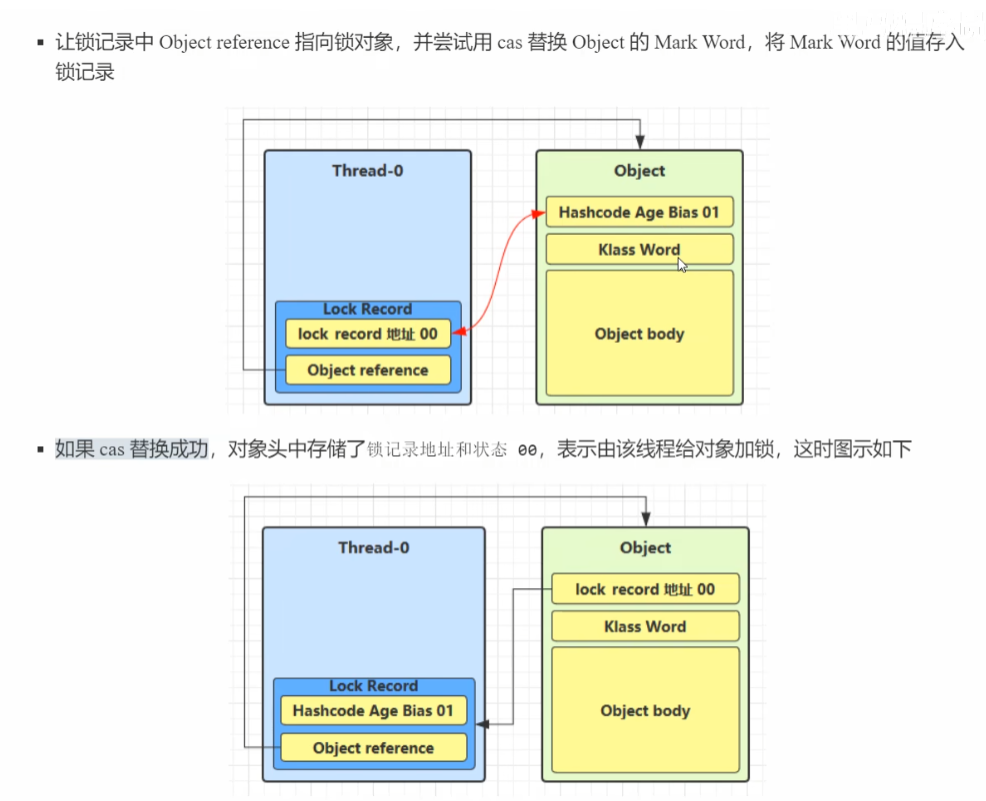 让锁记录中 Object reference 指向锁对象，并尝试用 cas 替换 Object 的 Mark Word，将 Mark Word 的值存入
锁记录
Thread-0
Object
Hashcode Age Bias 01
Klass Word
Lock Record
lock record 地址 00
Object body
Object reference
如果 cas 替换成功，对象头中存储了锁记录地址和状态 00，表示由该线程给对象加锁，这时图示如下
Thread-0
Object
lock record 地址 00
Klass Word
Lock Record
Hashcode Age Bias 01
Object body
Object reference